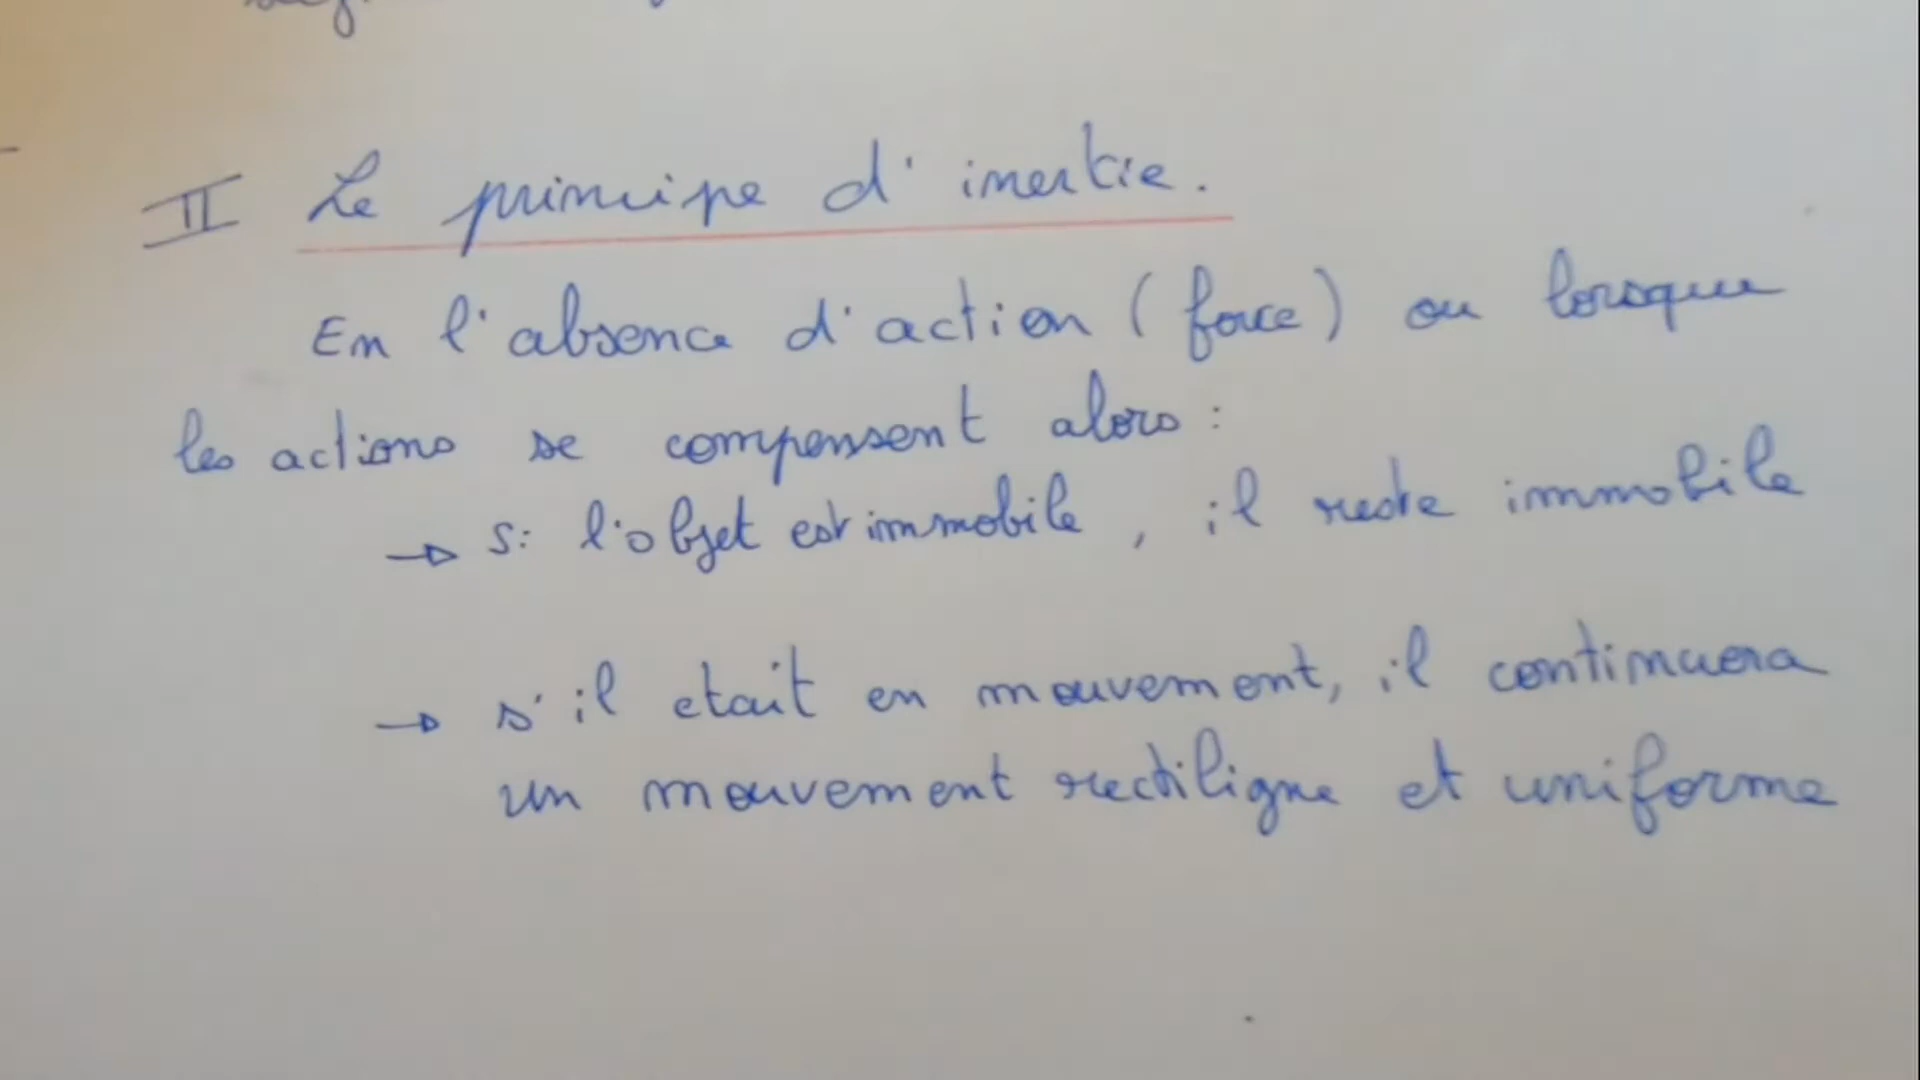 II Le principe d'inertie.
En l'absence d'action (force) ou lorsque
les actions se compensent alors :
→ si l'objet est immobile, il reste immobile
→ s'il etait en mouvement, il continuera
un mouvement rectiligne et uniforme